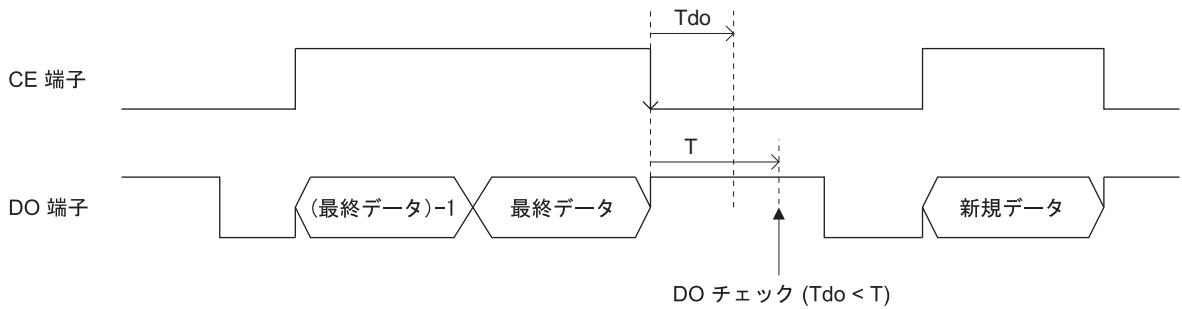 Tdo
CE 端子
T
DO 端子
(最終データ)-1
最終データ
新規データ
DO チェック (Tdo < T)